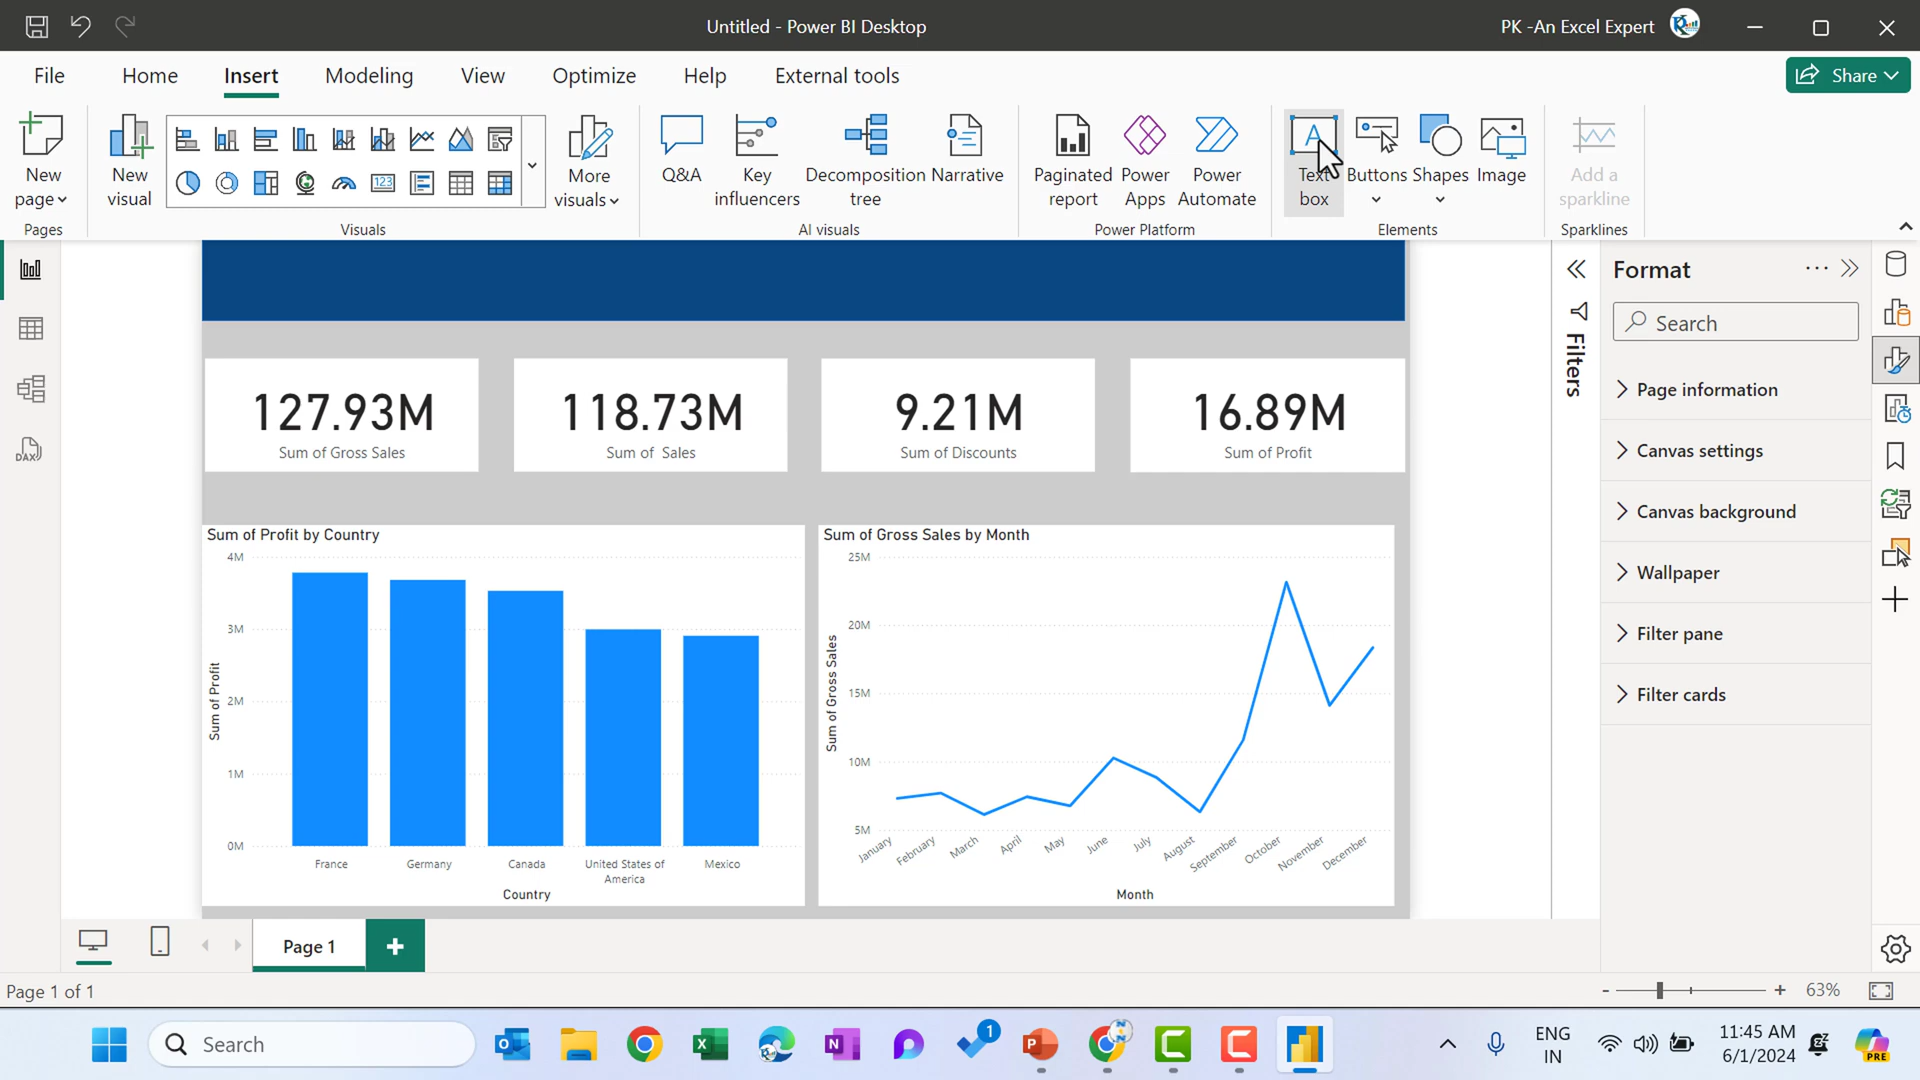 Untitled - Power BI Desktop
PK -An Excel Expert
File
Home
Insert
Modeling
View
Optimize
Help
External tools
Share
New
page
New
visual
More
visuals
Q&A
Key
influencers
Decomposition
tree
Narrative
Paginated
report
Power
Apps
Power
Automate
Text
box
Buttons
Shapes
Image
Add a
sparkline
Pages
Visuals
AI visuals
Power Platform
Elements
Sparklines
123
A
DAX
127.93M
Sum of Gross Sales
118.73M
Sum of Sales
9.21M
Sum of Discounts
16.89M
Sum of Profit
Sum of Profit by Country
4M
3M
2M
1M
0M
Sum of Profit
France
Germany
Canada
United States of
America
Mexico
Country
Sum of Gross Sales by Month
25M
20M
15M
10M
5M
Sum of Gross Sales
January
February
March
April
May
June
July
August
September
October
November
December
Month
Filters
Format
Search
Page information
Canvas settings
Canvas background
Wallpaper
Filter pane
Filter cards
Page 1
Page 1 of 1
63%
Search
1
ENG
IN
11:45 AM
6/1/2024
PRE